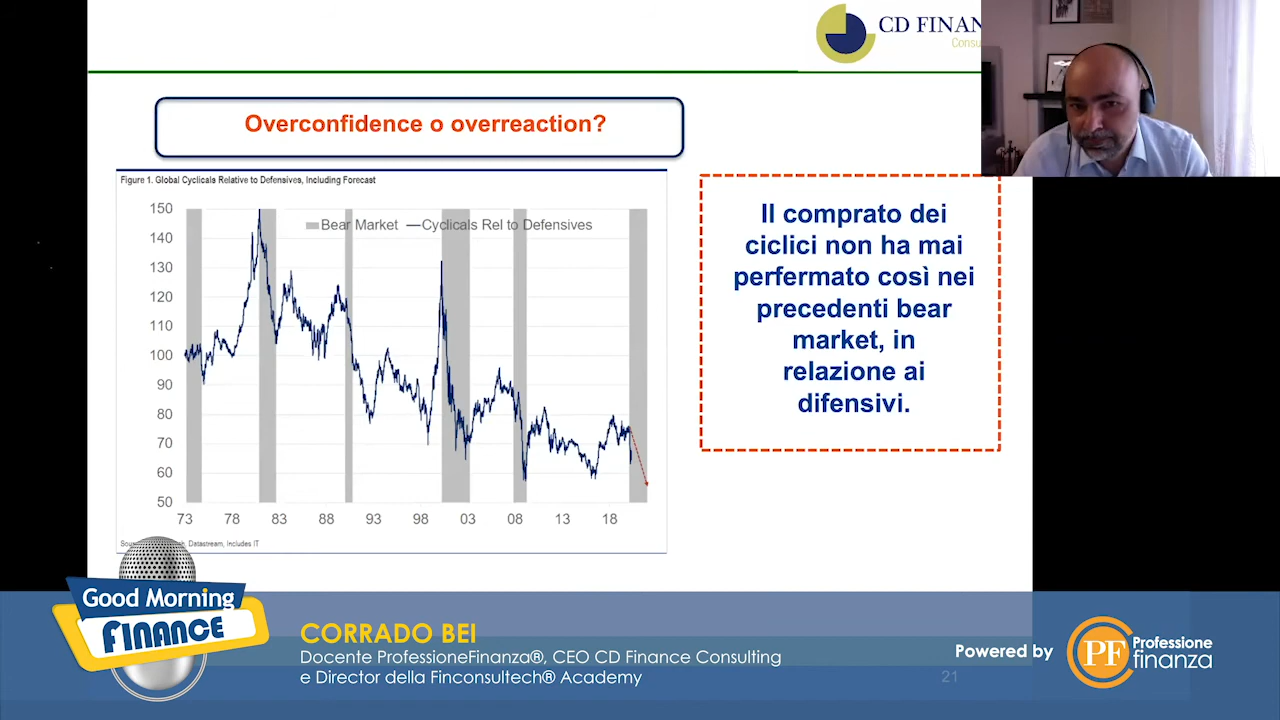 CD FINAN
Consu
Overconfidence o overreaction?
Figure 1. Global Cyclicals Relative to Defensives, Including Forecast
Bear Market Cyclicals Rel to Defensives
150
140
130
120
110
100
90
80
70
60
50
73 78 83 88 93 98 03 08 13 18
Datastream, Includes IT
Il comprato dei
ciclici non ha mai
perfermato così nei
precedenti bear
market, in
relazione ai
difensivi.
Good Morning
FINANCE
CORRADO BEI
Docente ProfessioneFinanza®, CEO CD Finance Consulting
e Director della Finconsultech® Academy
21
Powered by
PF
Professione
finanza